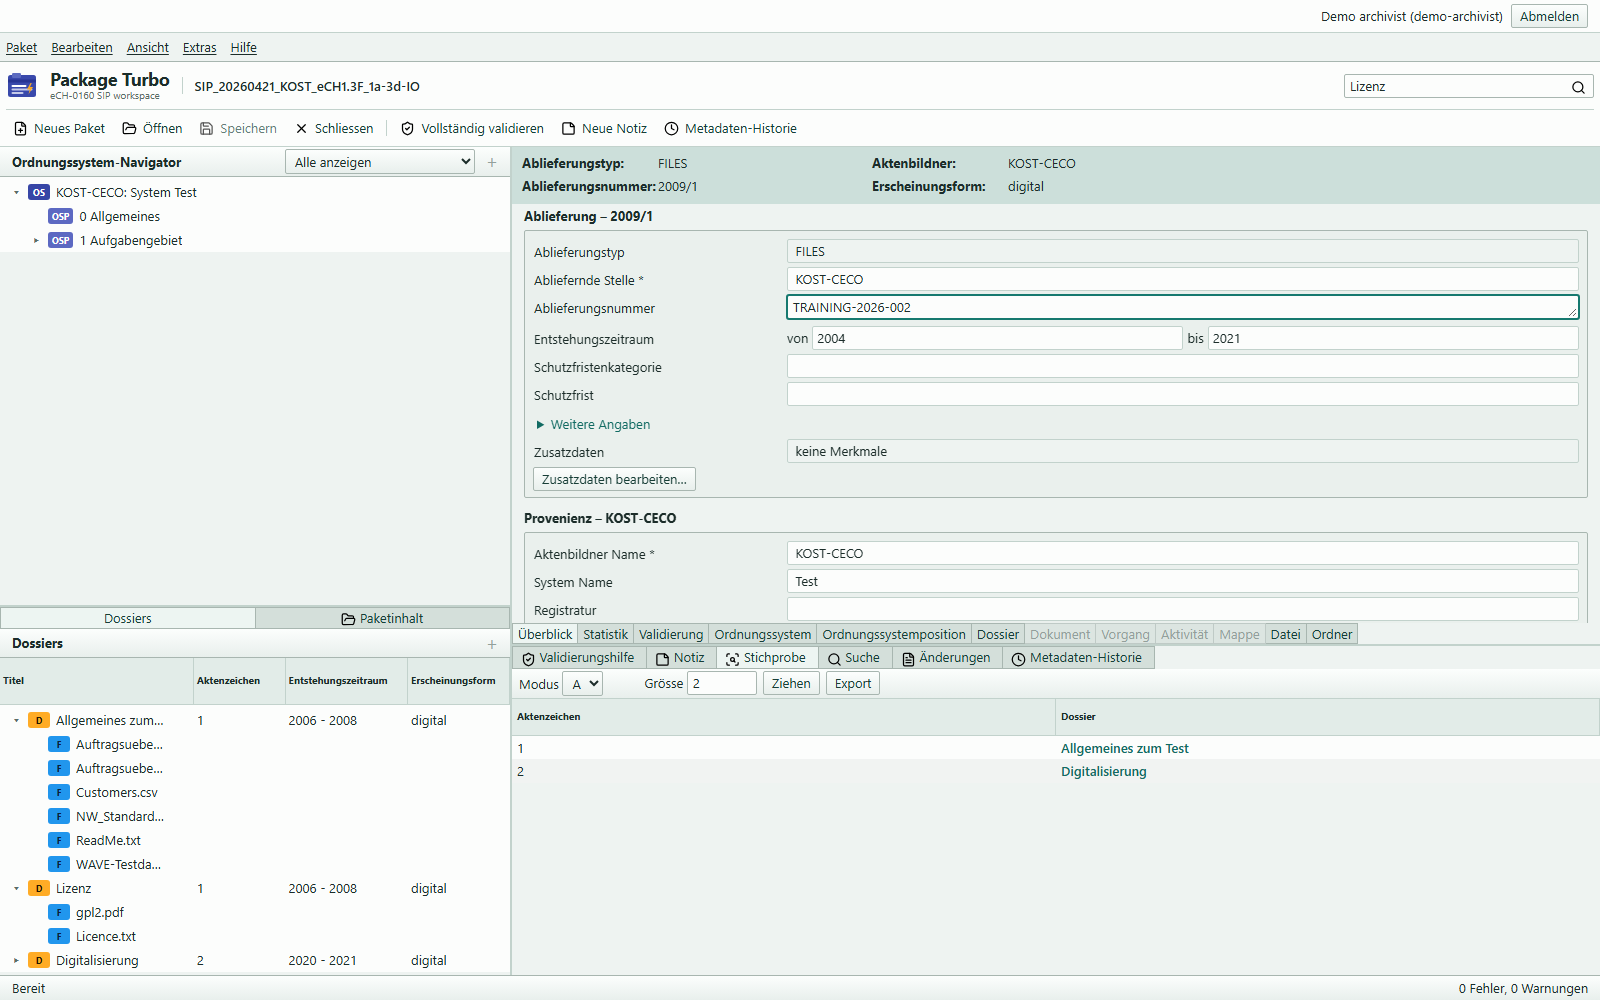 Demo archivist (demo-archivist) Abmelden
Paket Bearbeiten Ansicht Extras Hilfe
Package Turbo
eCH-0160 SIP workspace
SIP_20260421_KOST_eCH1.3F_1a-3d-IO
Lizenz
Neues Paket Öffnen Speichern Schliessen Vollständig validieren Neue Notiz Metadaten-Historie
Ordnungssystem-Navigator Alle anzeigen +
OS KOST-CECO: System Test
OSP 0 Allgemeines
OSP 1 Aufgabengebiet
Dossiers Paketinhalt
Dossiers +
Titel Aktenzeichen Entstehungszeitraum Erscheinungsform
D Allgemeines zum... 1 2006 - 2008 digital
F Auftragsuebe...
F Auftragsuebe...
F Customers.csv
F NW_Standard...
F ReadMe.txt
F WAVE-Testda...
D Lizenz 1 2006 - 2008 digital
F gpl2.pdf
F Licence.txt
D Digitalisierung 2 2020 - 2021 digital
Ablieferungstyp: FILES Aktenbildner: KOST-CECO
Ablieferungsnummer: 2009/1 Erscheinungsform: digital
Ablieferung – 2009/1
Ablieferungstyp FILES
Abliefernde Stelle * KOST-CECO
Ablieferungsnummer TRAINING-2026-002
Entstehungszeitraum von 2004 bis 2021
Schutzfristenkategorie
Schutzfrist
Weitere Angaben
Zusatzdaten keine Merkmale
Zusatzdaten bearbeiten...
Provenienz – KOST-CECO
Aktenbildner Name * KOST-CECO
System Name Test
Registratur
Überblick Statistik Validierung Ordnungssystem Ordnungssystemposition Dossier Dokument Vorgang Aktivität Mappe Datei Ordner
Validierungshilfe Notiz Stichprobe Suche Änderungen Metadaten-Historie
Modus A Grösse 2 Ziehen Export
Aktenzeichen Dossier
1 Allgemeines zum Test
2 Digitalisierung
Bereit 0 Fehler, 0 Warnungen